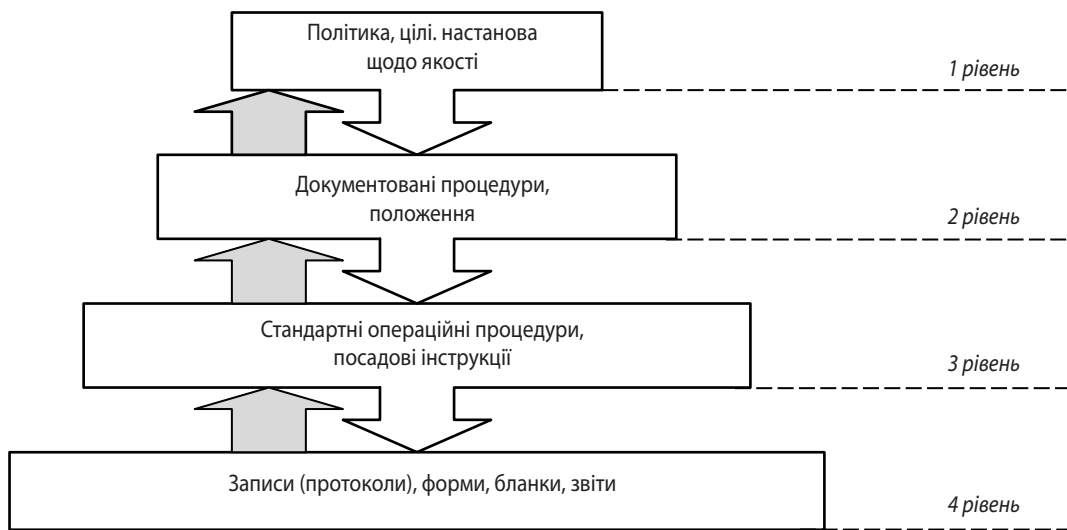 Політика, цілі. настанова
щодо якості
1 рівень
Документовані процедури,
положення
2 рівень
Стандартні операційні процедури,
посадові інструкції
3 рівень
Записи (протоколи), форми, бланки, звіти
4 рівень